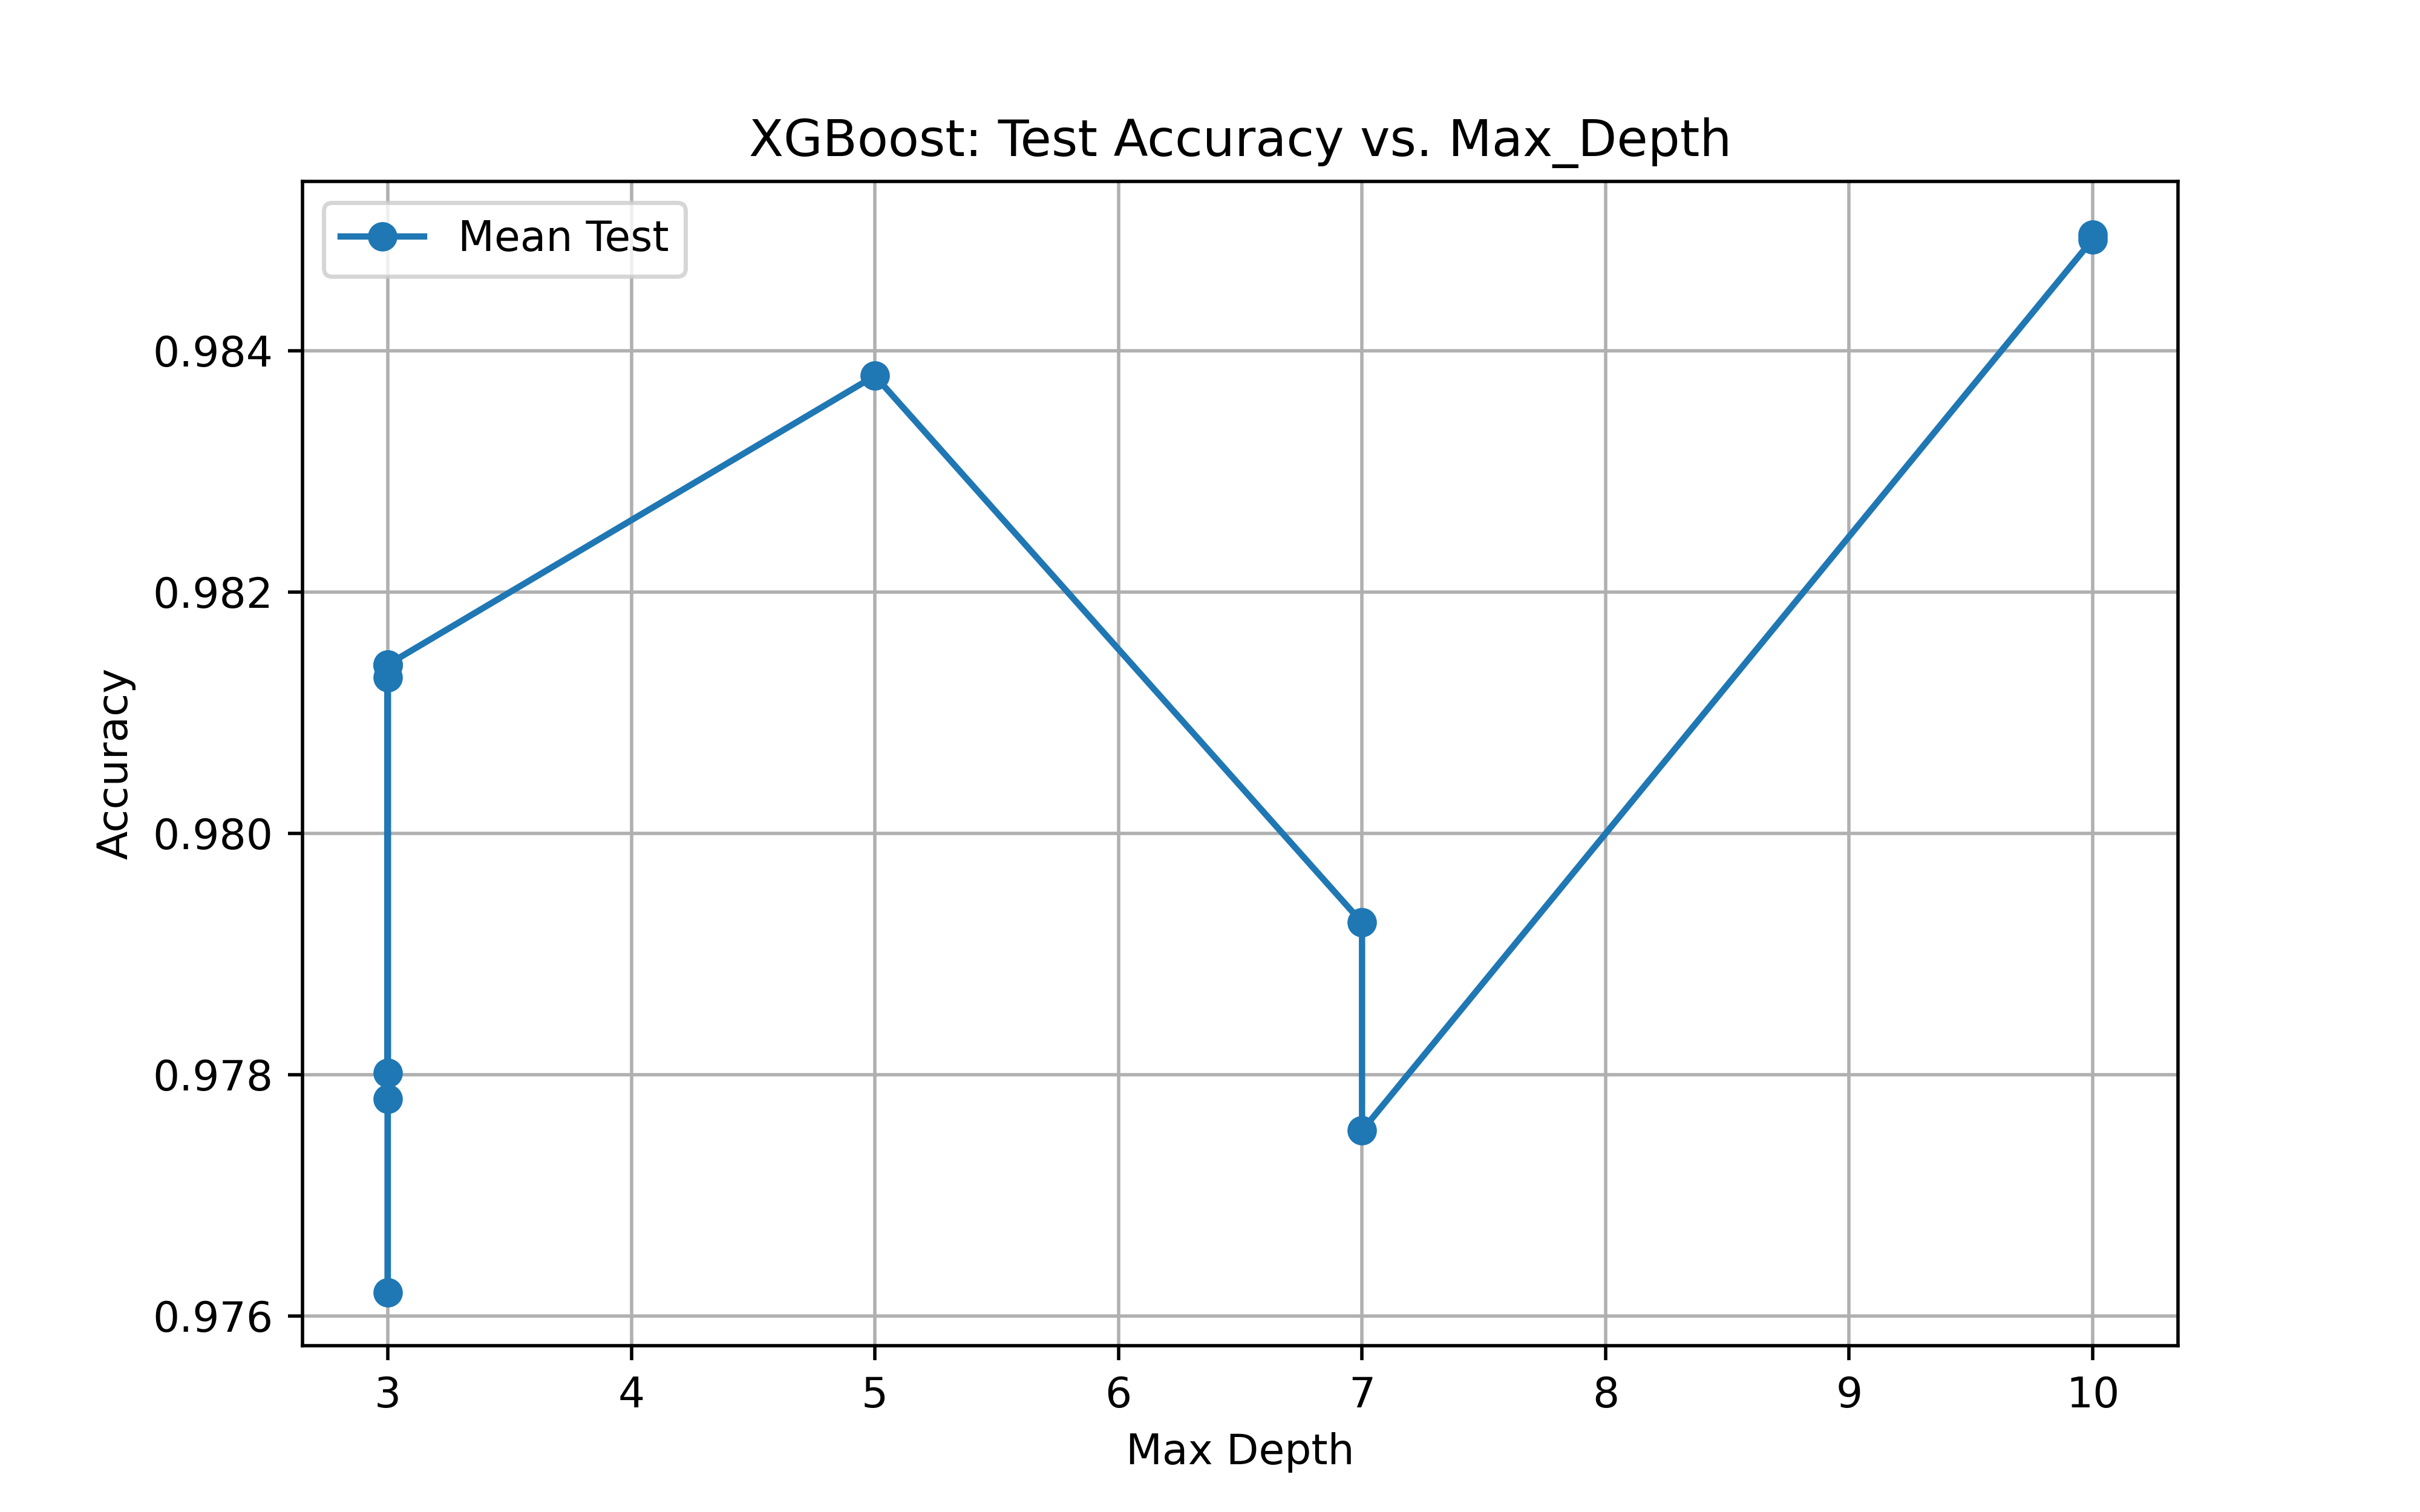 XGBoost: Test Accuracy vs. Max_Depth
Mean Test
0.984
0.982
0.980
0.978
0.976
Accuracy
3 4 5 6 7 8 9 10
Max Depth